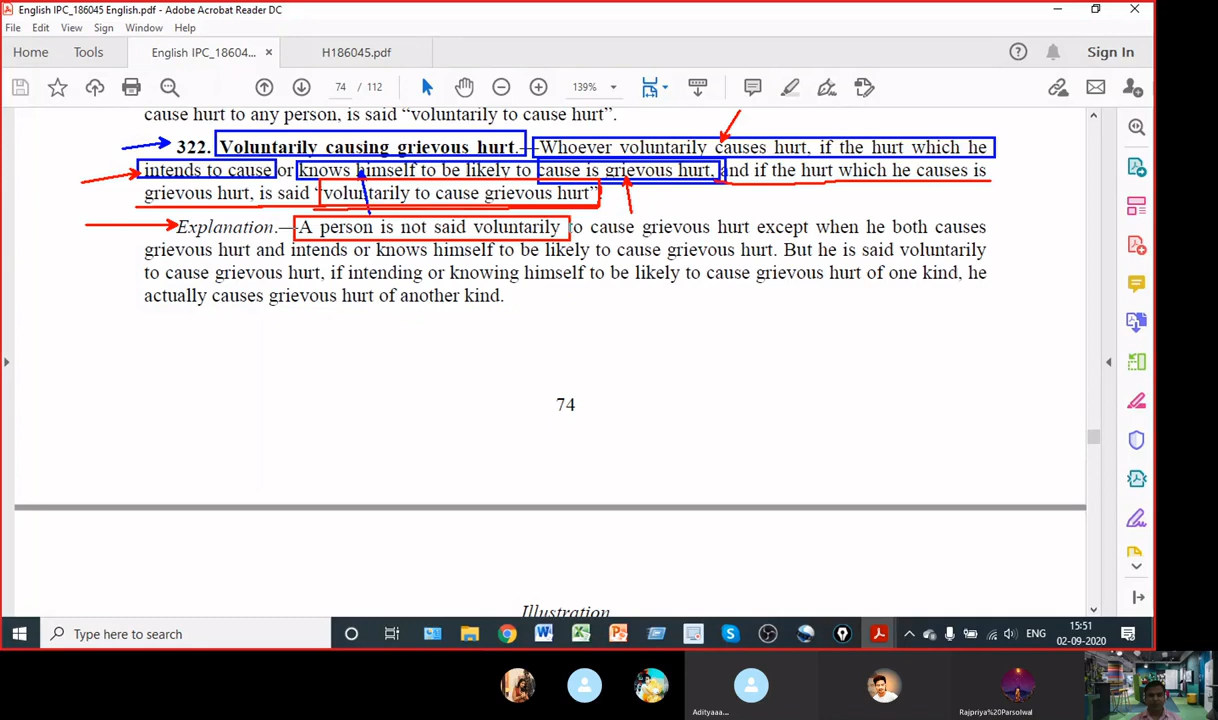 English IPC_186045 English.pdf - Adobe Acrobat Reader DC
File Edit View Sign Window Help
Home Tools English IPC_18604... × H186045.pdf Sign In
74 / 112 139%
cause hurt to any person, is said “voluntarily to cause hurt”.
322. Voluntarily causing grievous hurt.—Whoever voluntarily causes hurt, if the hurt which he
intends to cause or knows himself to be likely to cause is grievous hurt, and if the hurt which he causes is
grievous hurt, is said “voluntarily to cause grievous hurt”.
Explanation.—A person is not said voluntarily to cause grievous hurt except when he both causes
grievous hurt and intends or knows himself to be likely to cause grievous hurt. But he is said voluntarily
to cause grievous hurt, if intending or knowing himself to be likely to cause grievous hurt of one kind, he
actually causes grievous hurt of another kind.
74
Illustration
Type here to search
ENG
15:51
02-09-2020
Adityaaa...
Rajpriya%20Parsolwal